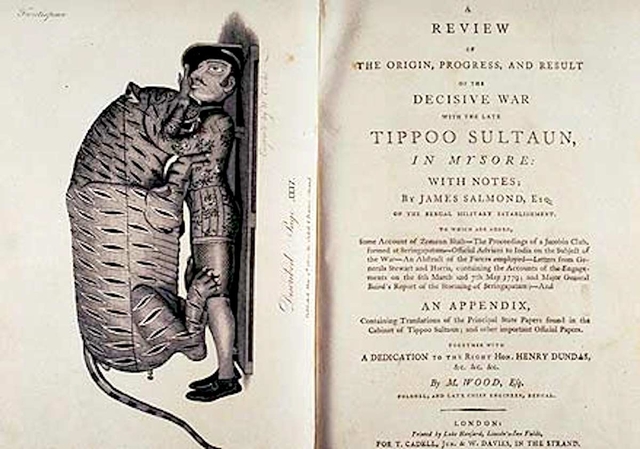 Frontispiece
Described Page XXXV.
A
REVIEW
OF
THE ORIGIN, PROGRESS, AND RESULT
OF THE
DECISIVE WAR
WITH THE LATE
TIPPOO SULTAUN,
IN MYSORE:
WITH NOTES;
BY JAMES SALMOND, ESQ.
OF THE BENGAL MILITARY ESTABLISHMENT.
TO WHICH ARE ADDED,
Some Account of Zemaun Shah—The Proceedings of a Jacobin Club,
formed at Seringapatam—Official Advices to India on the Subject of
the War—An Abstract of the Forces employed—Letters from Ge-
nerals Stewart and Harris, containing the Accounts of the Engage-
ments on the 6th March and 7th May 1779; and Major General
Baird's Report of the Storming of Seringapatam;—And
AN APPENDIX,
Containing Translations of the Principal State Papers found in the
Cabinet of Tippoo Sultaun; and other important Official Papers.
TOGETHER WITH
A DEDICATION TO THE RIGHT HON. HENRY DUNDAS,
&c. &c. &c.
By M. WOOD, Esq.
COLONEL, AND LATE CHIEF ENGINEER, BENGAL.
LONDON:
Printed by Luke Hansard, Lincoln's-Inn Fields,
FOR T. CADELL, JUN. & W. DAVIES, IN THE STRAND.